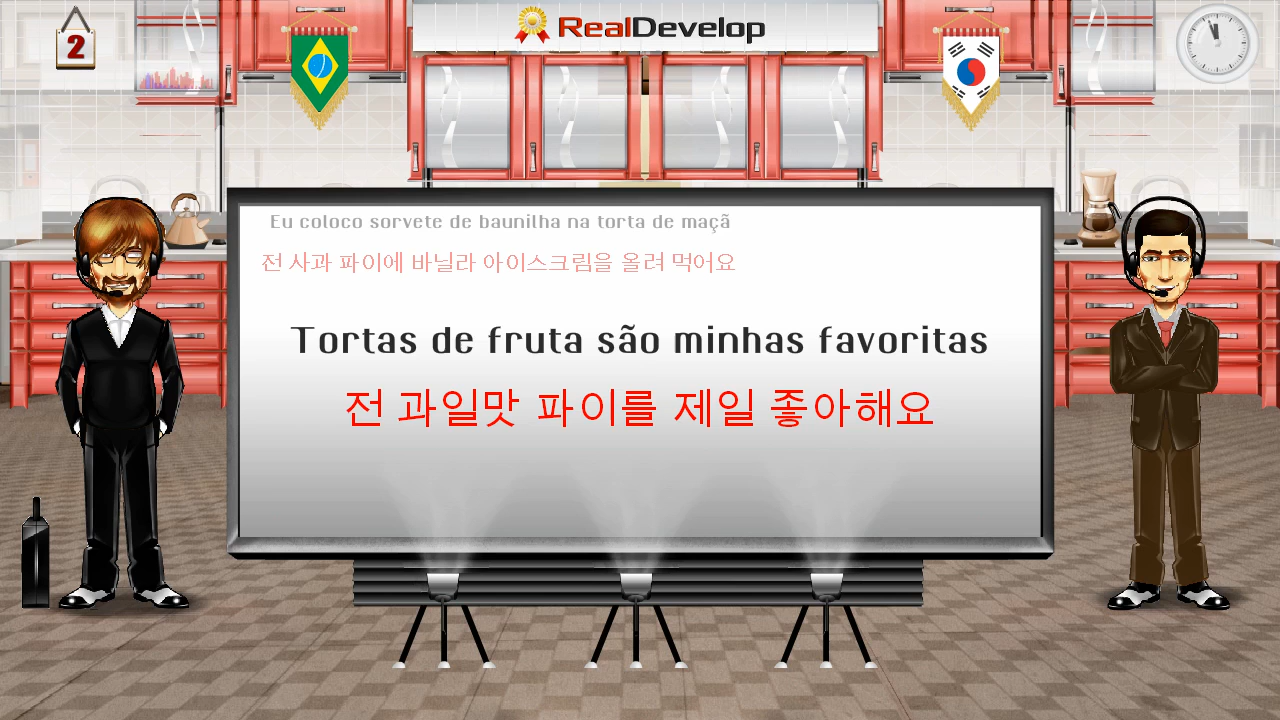 2
RealDevelop
Eu coloco sorvete de baunilha na torta de maçã
전 사과 파이에 바닐라 아이스크림을 올려 먹어요
Tortas de fruta são minhas favoritas
전 과일맛 파이를 제일 좋아해요